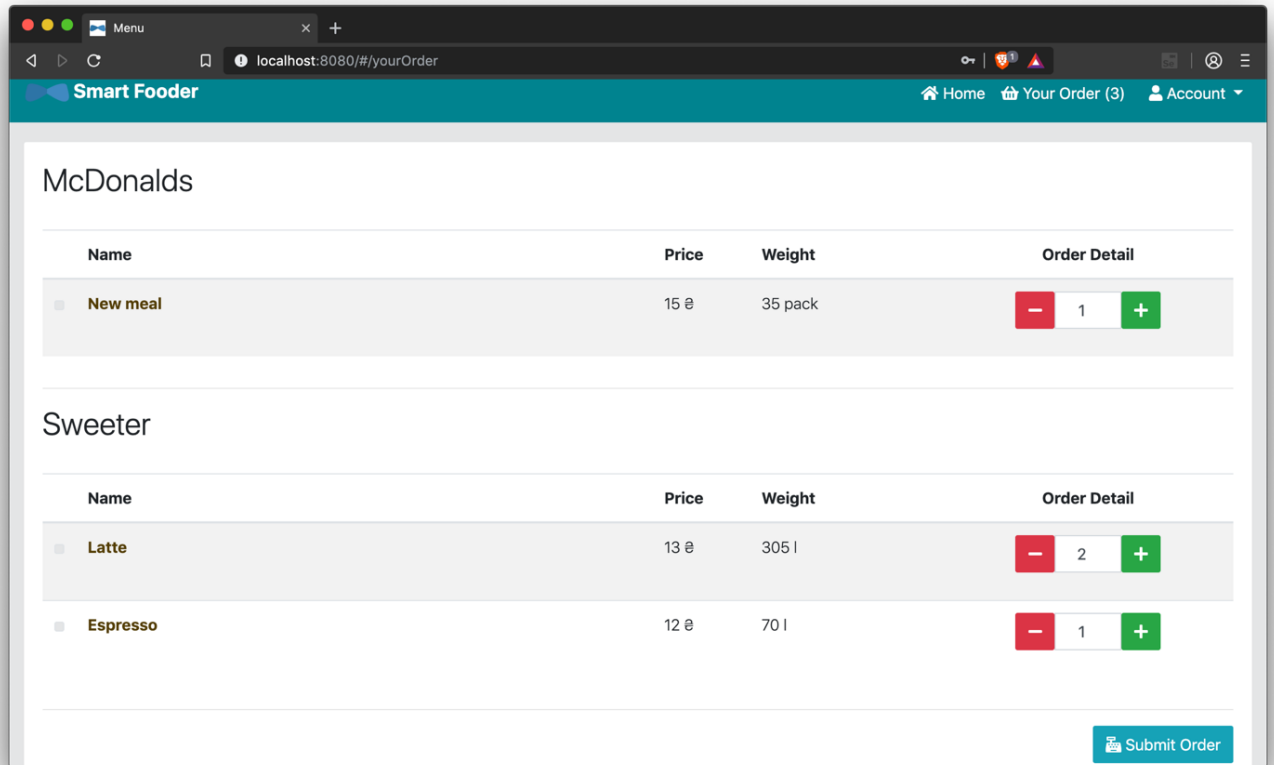 Menu
localhost:8080/#/yourOrder
1
Smart Fooder
Home Your Order (3) Account
McDonalds
Name Price Weight Order Detail
New meal 15 ₴ 35 pack 1
Sweeter
Name Price Weight Order Detail
Latte 13 ₴ 305 l 2
Espresso 12 ₴ 70 l 1
Submit Order